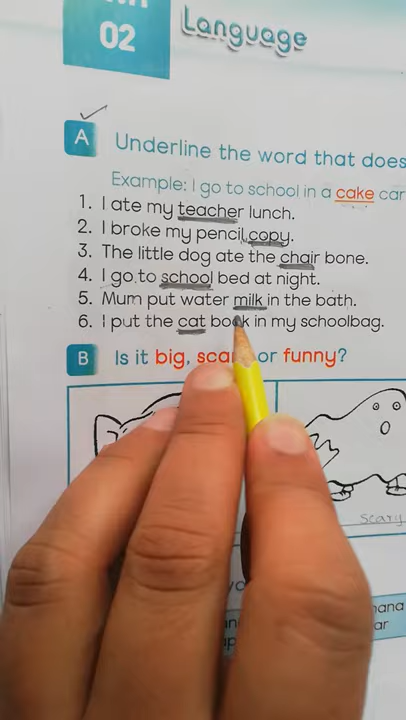 02
Language
A Underline the word that does
Example: I go to school in a cake car
1. I ate my teacher lunch.
2. I broke my pencil copy.
3. The little dog ate the chair bone.
4. I go to school bed at night.
5. Mum put water milk in the bath.
6. I put the cat book in my schoolbag.
B Is it big, scary or funny?
scary